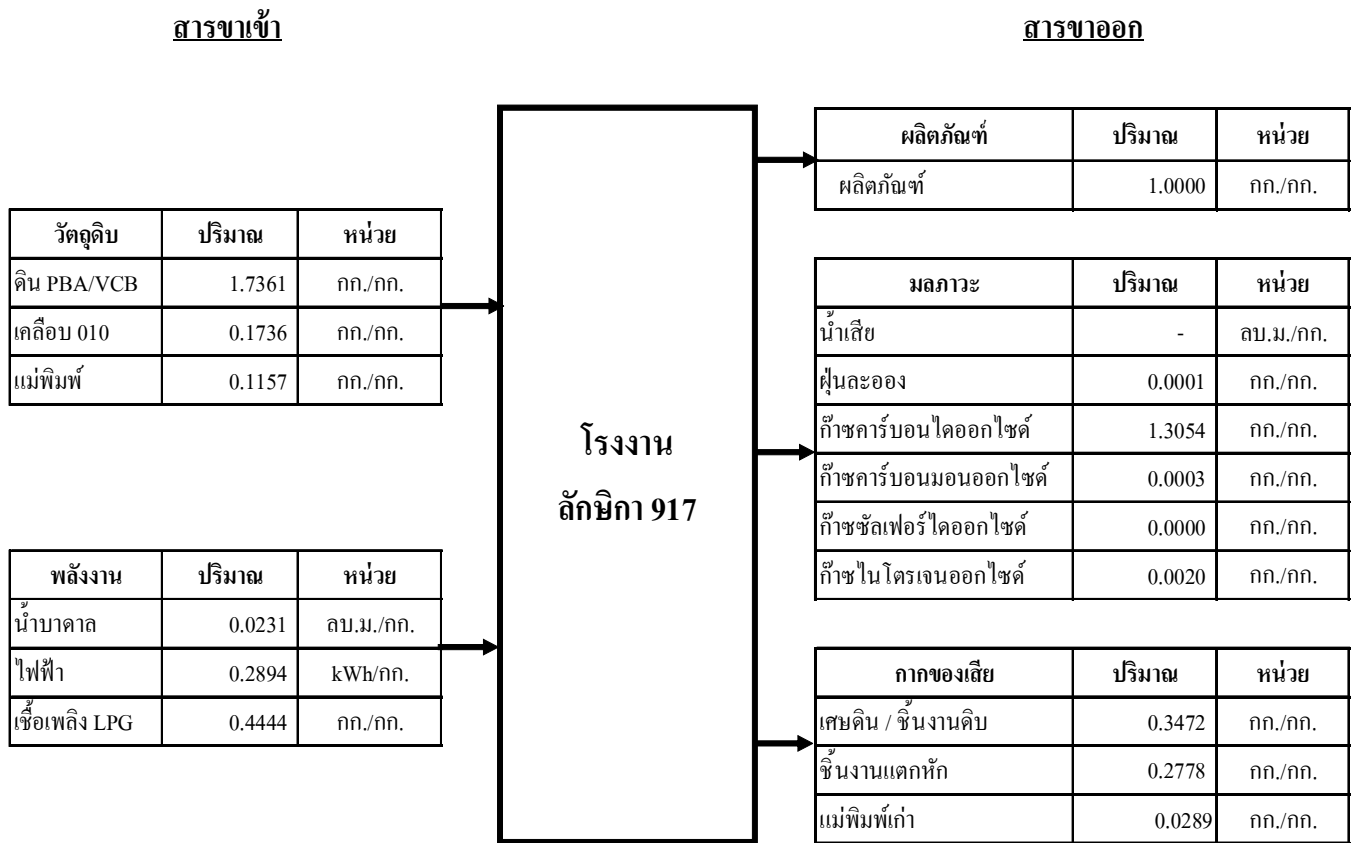 สารขาเข้า
สารขาออก
วัตถุดิบ ปริมาณ หน่วย
ดิน PBA/VCB 1.7361 กก./กก.
เคลือบ 010 0.1736 กก./กก.
แม่พิมพ์ 0.1157 กก./กก.
พลังงาน ปริมาณ หน่วย
น้ำบาดาล 0.0231 ลบ.ม./กก.
ไฟฟ้า 0.2894 kWh/กก.
เชื้อเพลิง LPG 0.4444 กก./กก.
โรงงาน
ลักษิกา 917
ผลิตภัณฑ์ ปริมาณ หน่วย
ผลิตภัณฑ์ 1.0000 กก./กก.
มลภาวะ ปริมาณ หน่วย
น้ำเสีย - ลบ.ม./กก.
ฝุ่นละออง 0.0001 กก./กก.
ก๊าซคาร์บอนไดออกไซด์ 1.3054 กก./กก.
ก๊าซคาร์บอนมอนออกไซด์ 0.0003 กก./กก.
ก๊าซซัลเฟอร์ไดออกไซด์ 0.0000 กก./กก.
ก๊าซไนโตรเจนออกไซด์ 0.0020 กก./กก.
กากของเสีย ปริมาณ หน่วย
เศษดิน / ชิ้นงานดิบ 0.3472 กก./กก.
ชิ้นงานแตกหัก 0.2778 กก./กก.
แม่พิมพ์เก่า 0.0289 กก./กก.